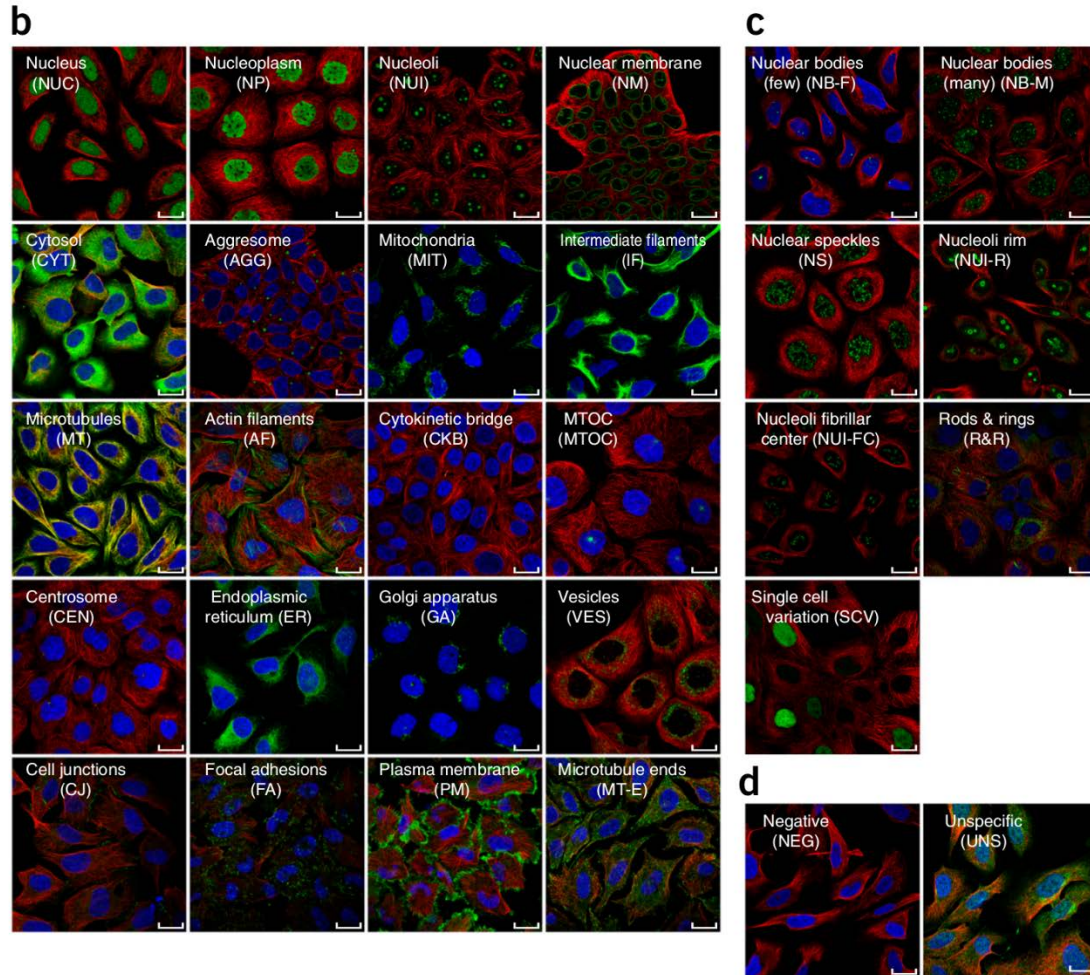 b
Nucleus
(NUC)
Nucleoplasm
(NP)
Nucleoli
(NUI)
Nuclear membrane
(NM)
Cytosol
(CYT)
Aggresome
(AGG)
Mitochondria
(MIT)
Intermediate filaments
(IF)
Microtubules
(MT)
Actin filaments
(AF)
Cytokinetic bridge
(CKB)
MTOC
(MTOC)
Centrosome
(CEN)
Endoplasmic
reticulum (ER)
Golgi apparatus
(GA)
Vesicles
(VES)
Cell junctions
(CJ)
Focal adhesions
(FA)
Plasma membrane
(PM)
Microtubule ends
(MT-E)
c
Nuclear bodies
(few) (NB-F)
Nuclear bodies
(many) (NB-M)
Nuclear speckles
(NS)
Nucleoli rim
(NUI-R)
Nucleoli fibrillar
center (NUI-FC)
Rods & rings
(R&R)
Single cell
variation (SCV)
d
Negative
(NEG)
Unspecific
(UNS)